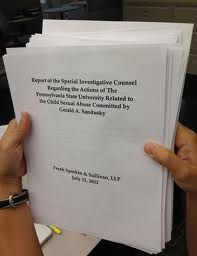 Report of the Special Investigative Counsel
Regarding the Actions of The
Pennsylvania State University Related to
the Child Sexual Abuse Committed by
Gerald A. Sandusky
Freeh Sporkin & Sullivan, LLP
July 12, 2012